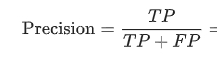 Precision = TP / TP + FP =